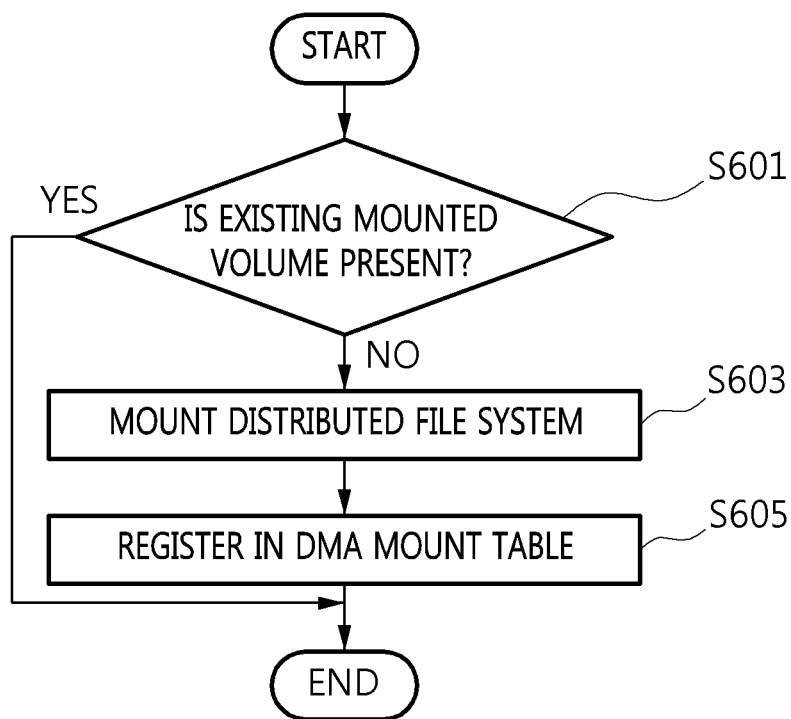 START
S601
YES
IS EXISTING MOUNTED
VOLUME PRESENT?
NO
S603
MOUNT DISTRIBUTED FILE SYSTEM
S605
REGISTER IN DMA MOUNT TABLE
END